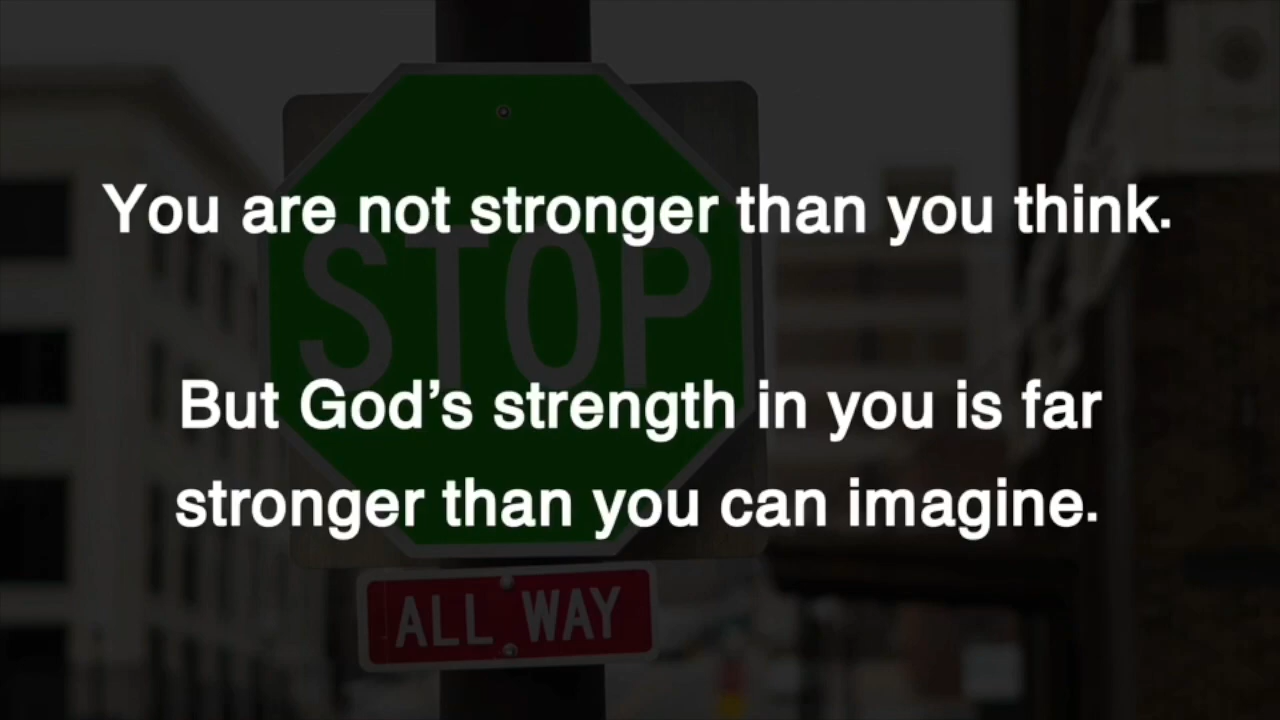 You are not stronger than you think.
STOP
But God’s strength in you is far
stronger than you can imagine.
ALL WAY